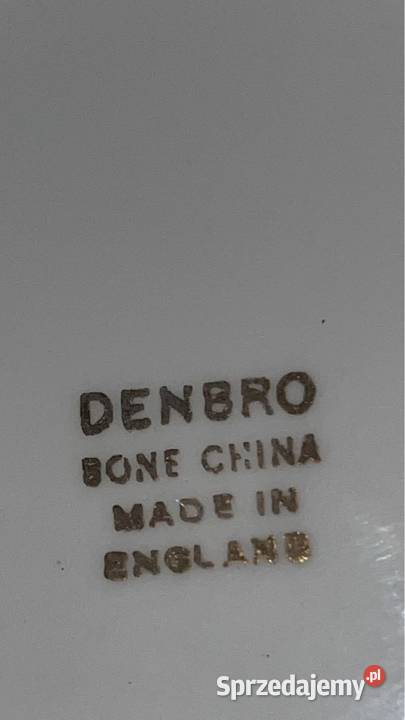 DENBRO
BONE CHINA
MADE IN
ENGLAND
Sprzedajemy.pl